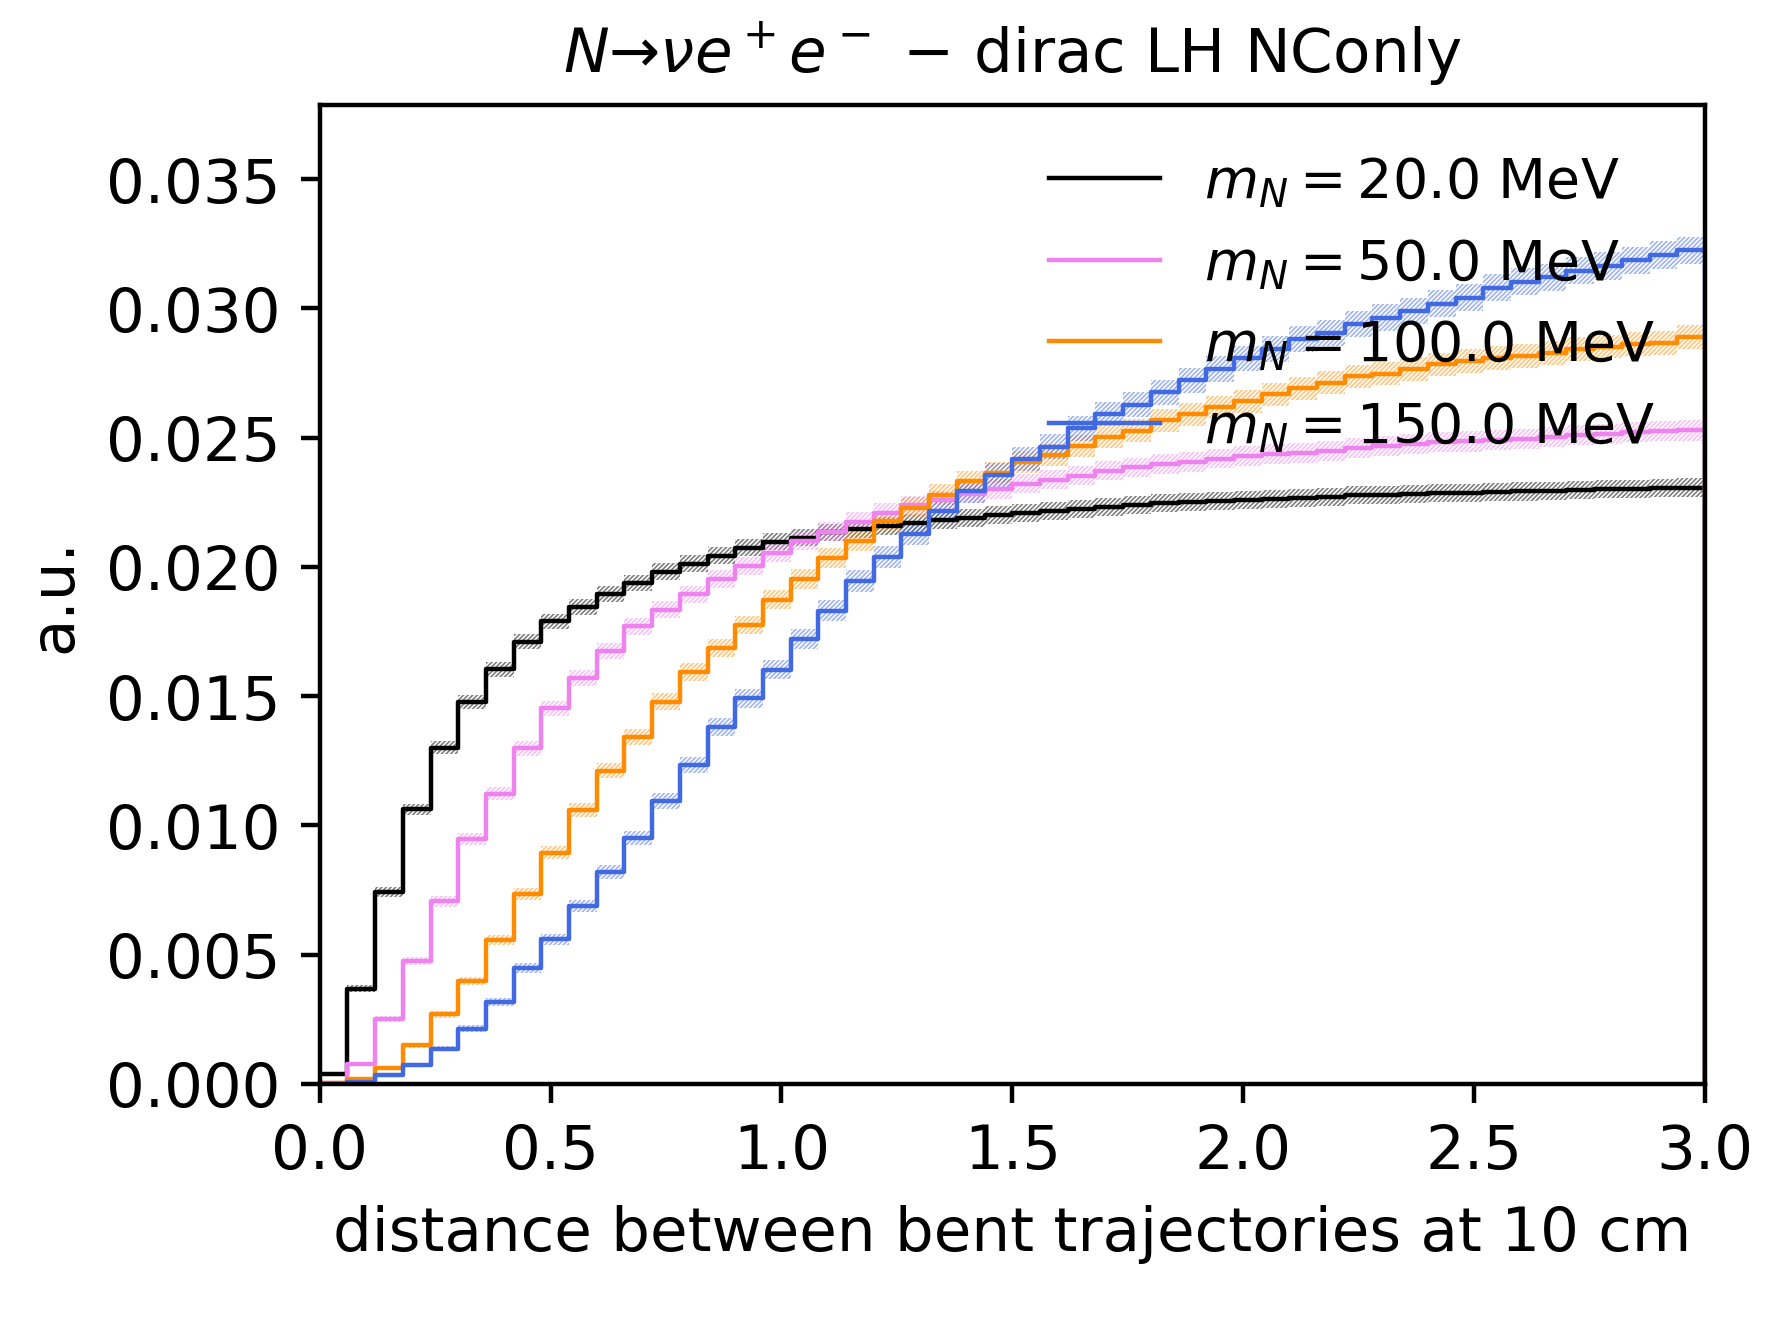 N→νe⁺e⁻ − dirac LH NConly
a.u.
0.035
0.030
0.025
0.020
0.015
0.010
0.005
0.000
m_N = 20.0 MeV
m_N = 50.0 MeV
m_N = 100.0 MeV
m_N = 150.0 MeV
0.0 0.5 1.0 1.5 2.0 2.5 3.0
distance between bent trajectories at 10 cm